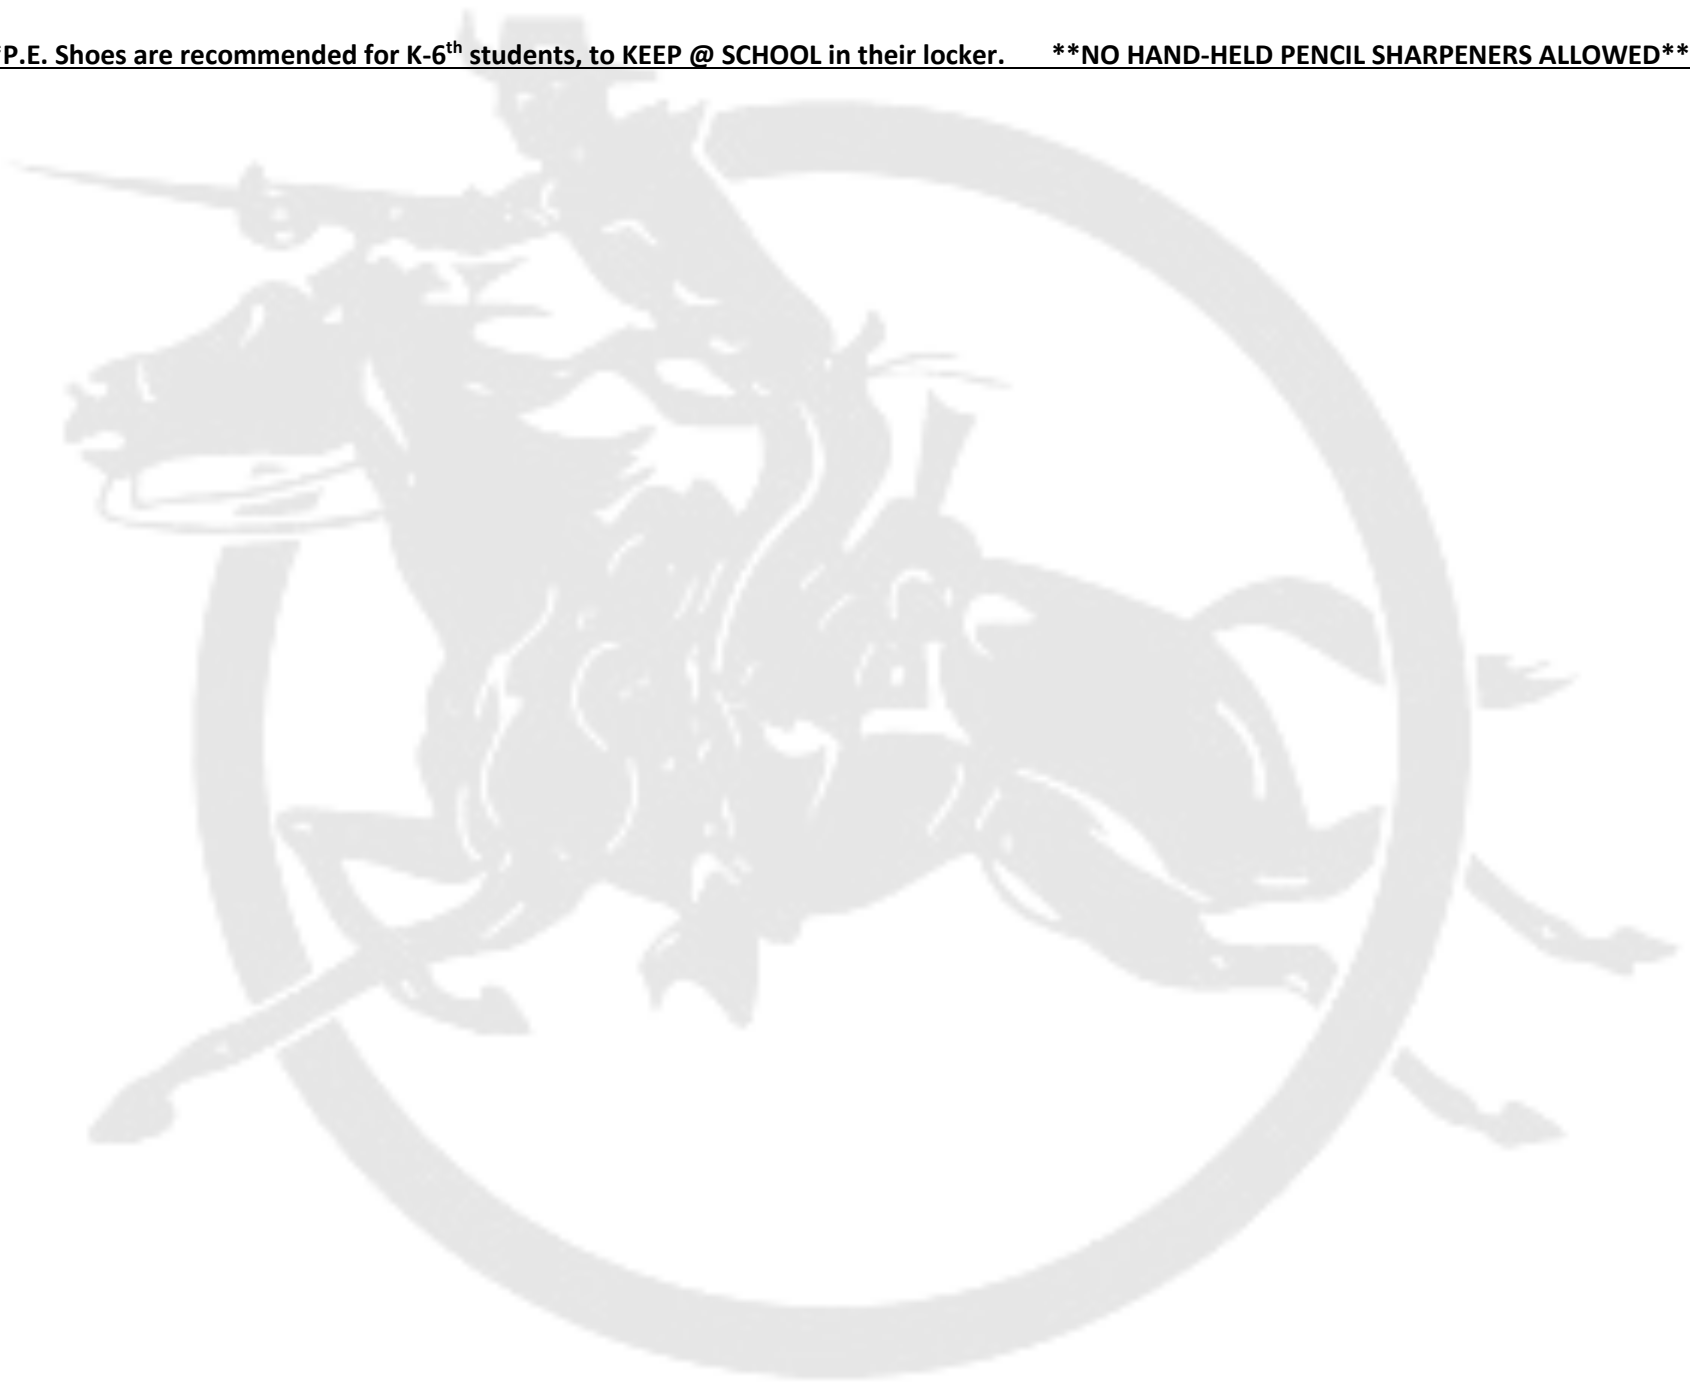 *P.E. Shoes are recommended for K-6th students, to KEEP @ SCHOOL in their locker. **NO HAND-HELD PENCIL SHARPENERS ALLOWED**